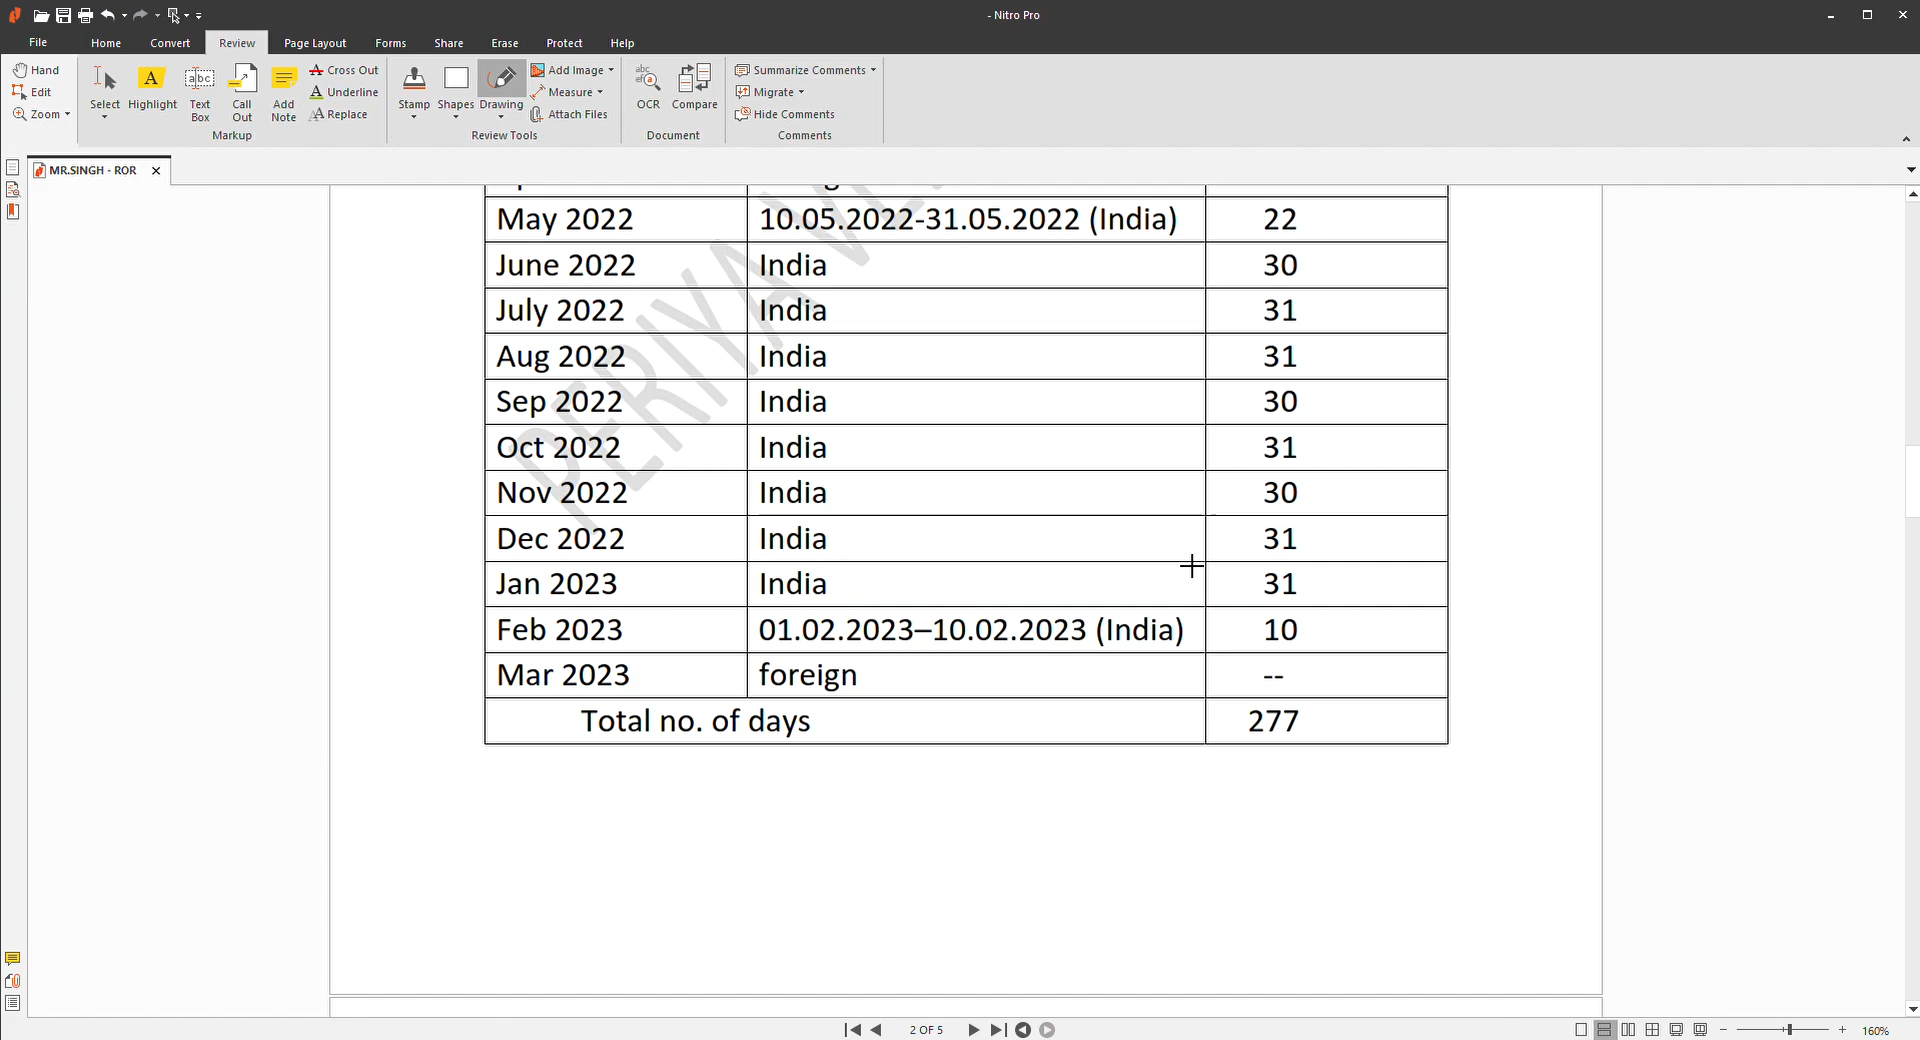 - Nitro Pro
File Home Convert Review Page Layout Forms Share Erase Protect Help
Hand
Edit
Zoom
Select
Highlight
Text Box
Call Out
Add Note
Cross Out
Underline
Replace
Markup
Stamp
Shapes
Drawing
Add Image
Measure
Attach Files
Review Tools
OCR
Compare
Document
Summarize Comments
Migrate
Hide Comments
Comments
MR.SINGH - ROR
May 2022 10.05.2022-31.05.2022 (India) 22
June 2022 India 30
July 2022 India 31
Aug 2022 India 31
Sep 2022 India 30
Oct 2022 India 31
Nov 2022 India 30
Dec 2022 India 31
Jan 2023 India 31
Feb 2023 01.02.2023–10.02.2023 (India) 10
Mar 2023 foreign --
Total no. of days 277
PERIYA
2 OF 5
160%